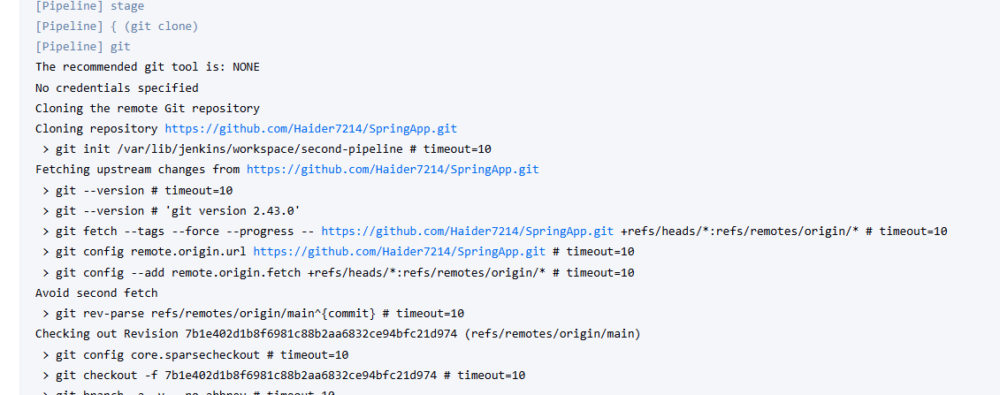 [Pipeline] stage
[Pipeline] { (git clone)
[Pipeline] git
The recommended git tool is: NONE
No credentials specified
Cloning the remote Git repository
Cloning repository https://github.com/Haider7214/SpringApp.git
 > git init /var/lib/jenkins/workspace/second-pipeline # timeout=10
Fetching upstream changes from https://github.com/Haider7214/SpringApp.git
 > git --version # timeout=10
 > git --version # 'git version 2.43.0'
 > git fetch --tags --force --progress -- https://github.com/Haider7214/SpringApp.git +refs/heads/*:refs/remotes/origin/* # timeout=10
 > git config remote.origin.url https://github.com/Haider7214/SpringApp.git # timeout=10
 > git config --add remote.origin.fetch +refs/heads/*:refs/remotes/origin/* # timeout=10
Avoid second fetch
 > git rev-parse refs/remotes/origin/main^{commit} # timeout=10
Checking out Revision 7b1e402d1b8f6981c88b2aa6832ce94bfc21d974 (refs/remotes/origin/main)
 > git config core.sparsecheckout # timeout=10
 > git checkout -f 7b1e402d1b8f6981c88b2aa6832ce94bfc21d974 # timeout=10
 > git branch -a -v --no-abbrev # timeout=10